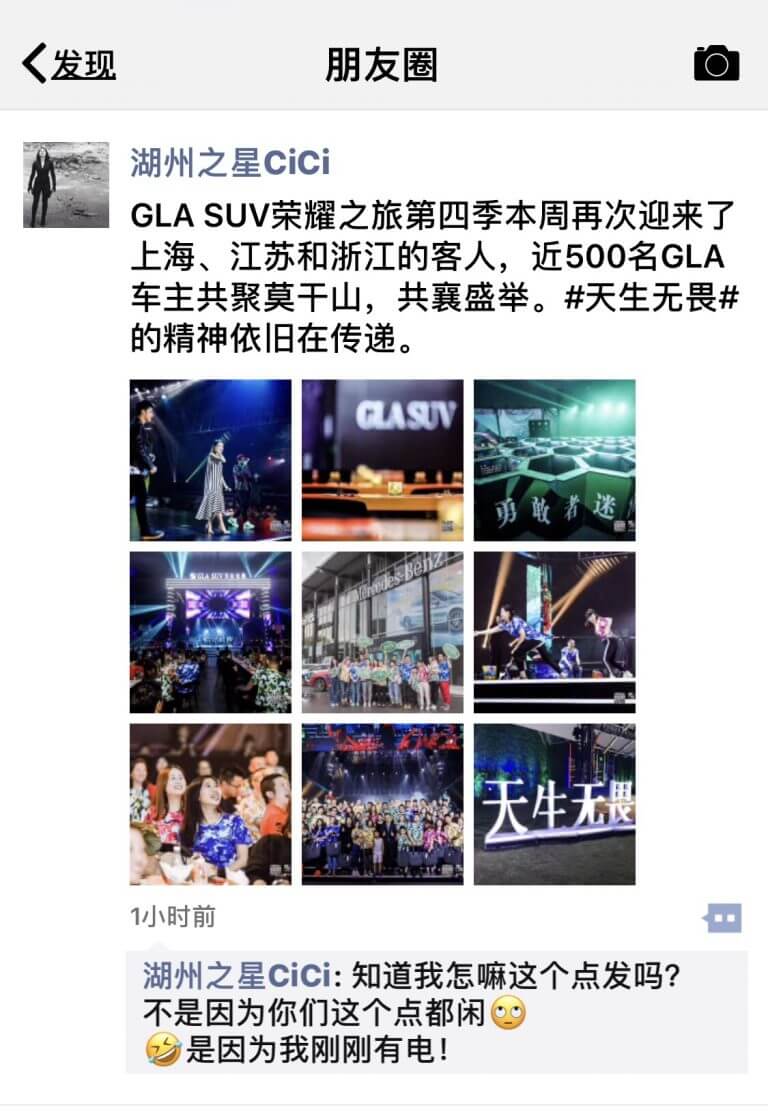 发现
朋友圈
湖州之星CiCi
GLA SUV荣耀之旅第四季本周再次迎来了
上海、江苏和浙江的客人，近500名GLA
车主共聚莫干山，共襄盛举。#天生无畏#
的精神依旧在传递。
GLA SUV
勇敢者迷
GLA SUV
Mercedes-Benz
天生无畏
1小时前
湖州之星CiCi: 知道我怎嘛这个点发吗？
不是因为你们这个点都闲🙄
🤣是因为我刚刚有电！